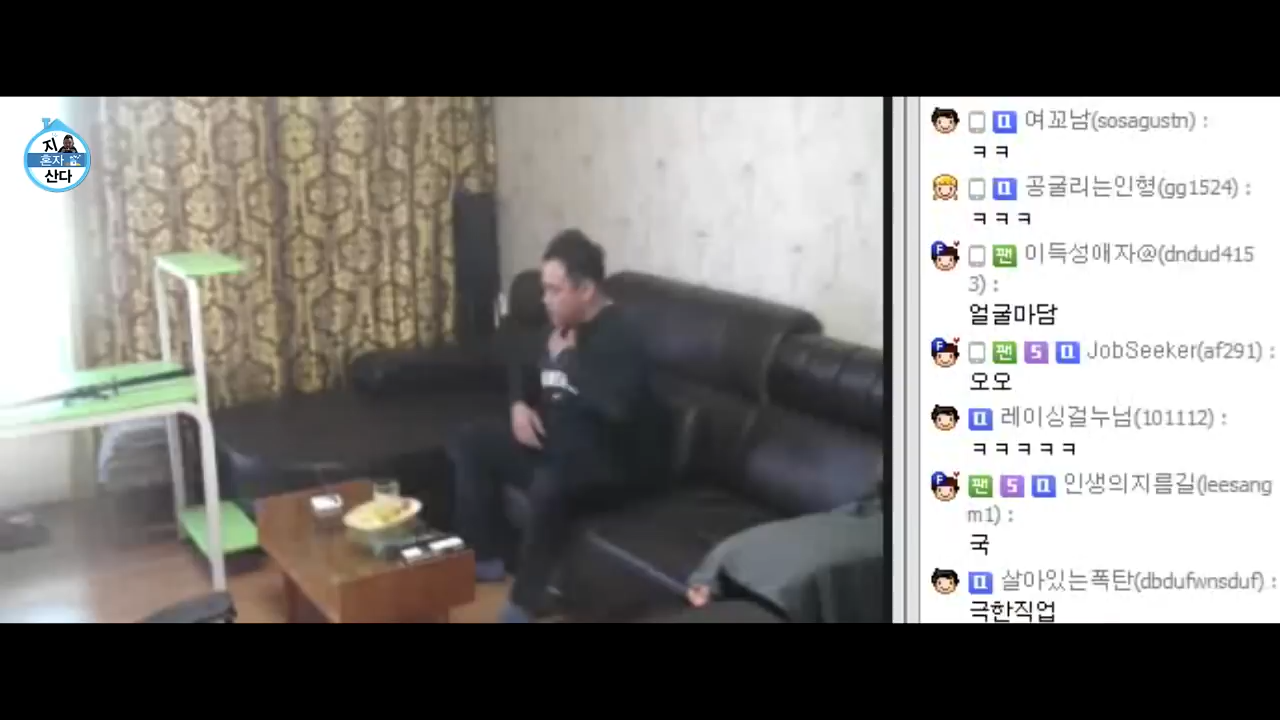 지
혼자
산다
여꼬남(sosagustn) :
ㅋㅋ
공굴리는인형(gg1524) :
ㅋㅋㅋ
팬 이득성애자@(dndud415
3) :
얼굴마담
팬 S JobSeeker(af291) :
오오
레이싱걸누님(101112) :
ㅋㅋㅋㅋㅋ
팬 S 인생의지름길(leesang
m1) :
국
살아있는폭탄(dbdufwnsduf) :
극한직업